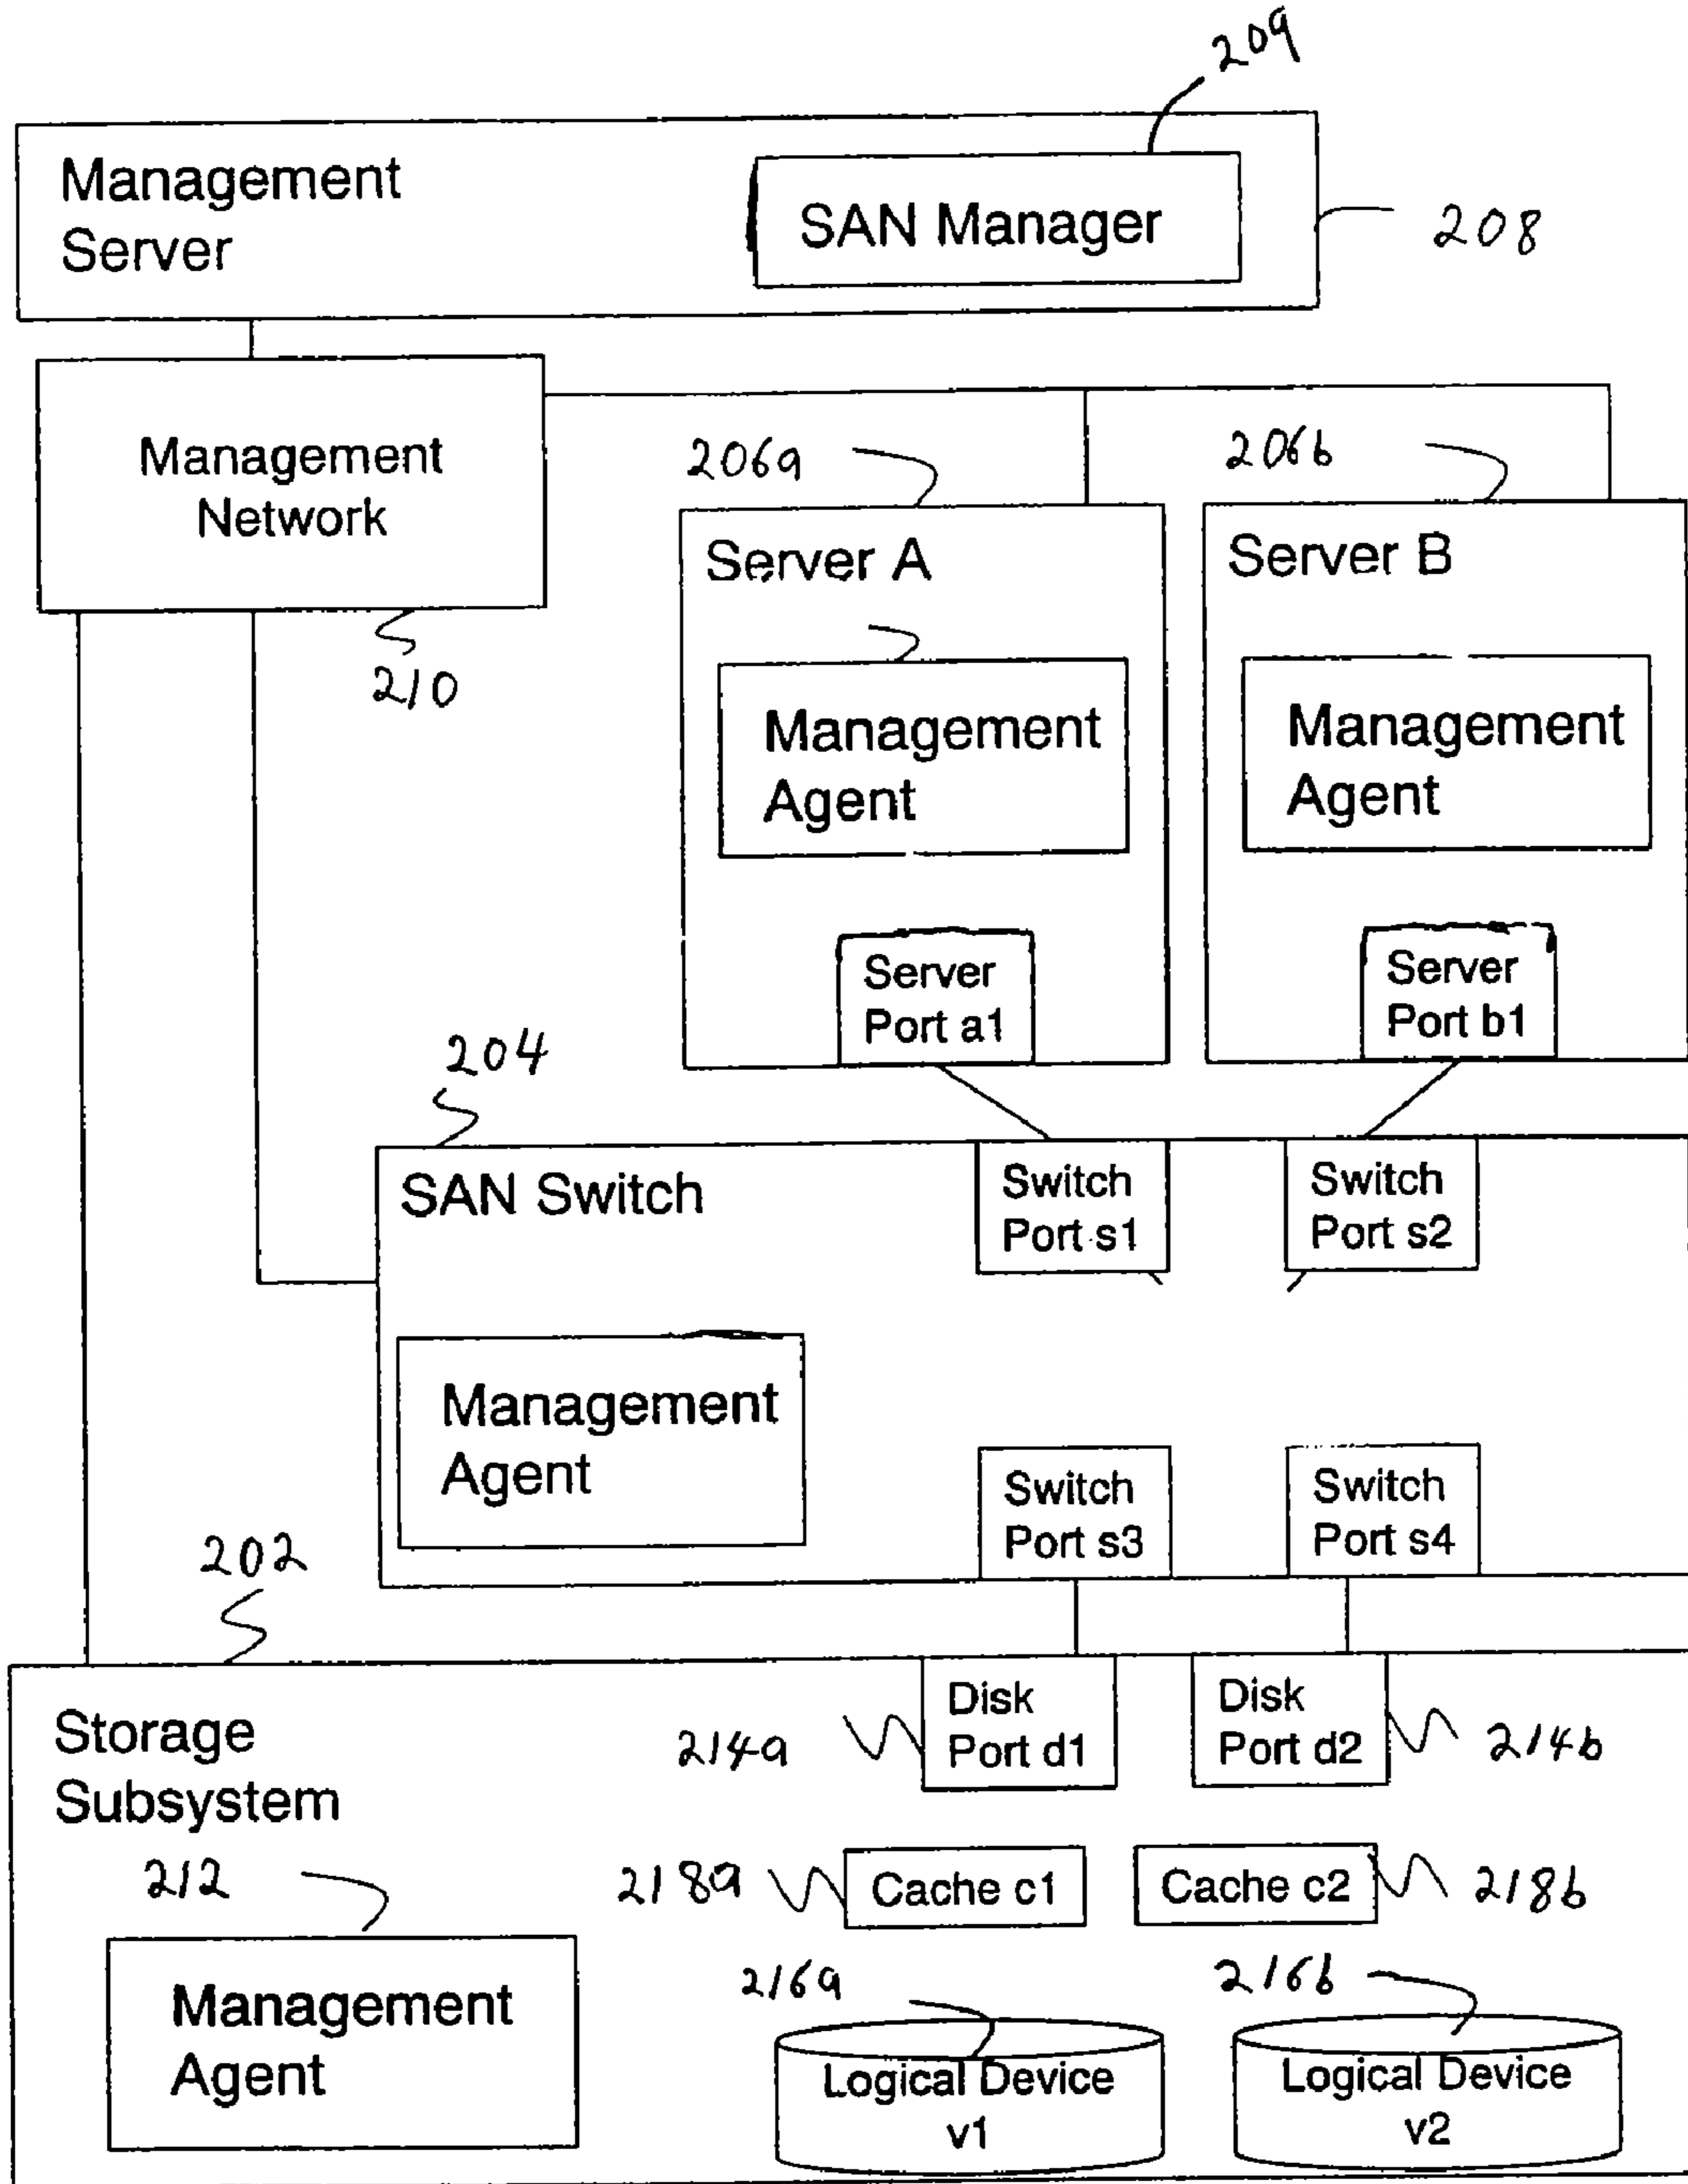 209
Management
Server
SAN Manager
208
Management
Network
210
206a
206b
Server A
Server B
Management
Agent
Management
Agent
Server
Port a1
Server
Port b1
204
SAN Switch
Switch
Port s1
Switch
Port s2
Management
Agent
Switch
Port s3
Switch
Port s4
202
Storage
Subsystem
Disk
Port d1
Disk
Port d2
214a
214b
212
218a
Cache c1
Cache c2
218b
Management
Agent
216a
216b
Logical Device
v1
Logical Device
v2